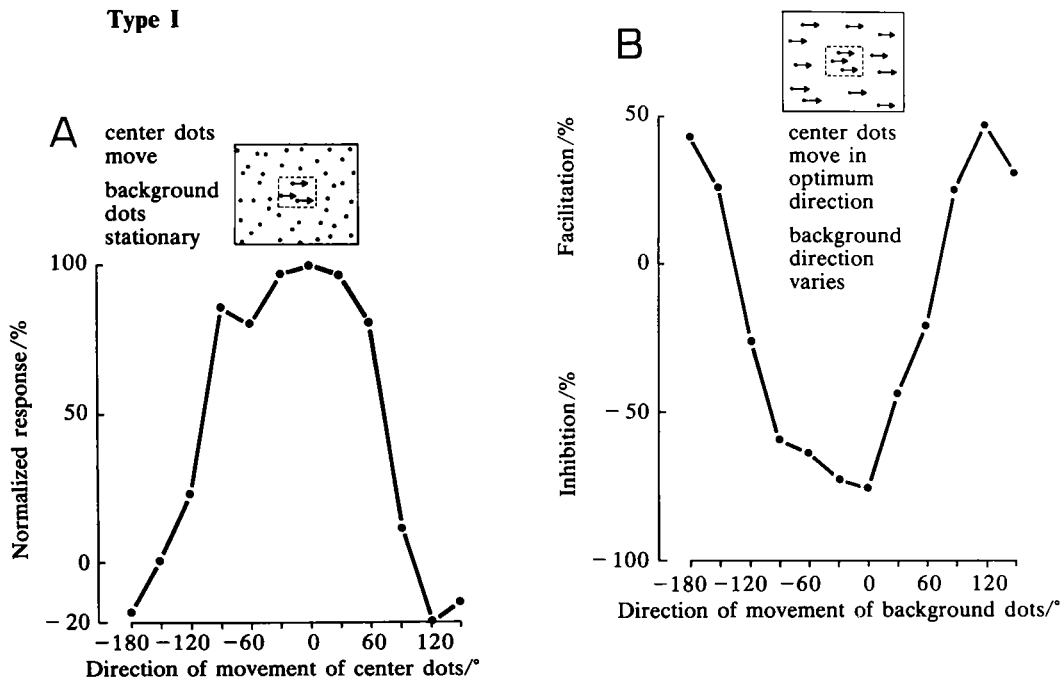 Type I
A
center dots
move
background
dots
stationary
Normalized response/%
100
50
0
−20
−180 −120 −60 0 60 120
Direction of movement of center dots/°
B
Facilitation/%
Inhibition/%
50
0
−50
−100
center dots
move in
optimum
direction
background
direction
varies
−180 −120 −60 0 60 120
Direction of movement of background dots/°